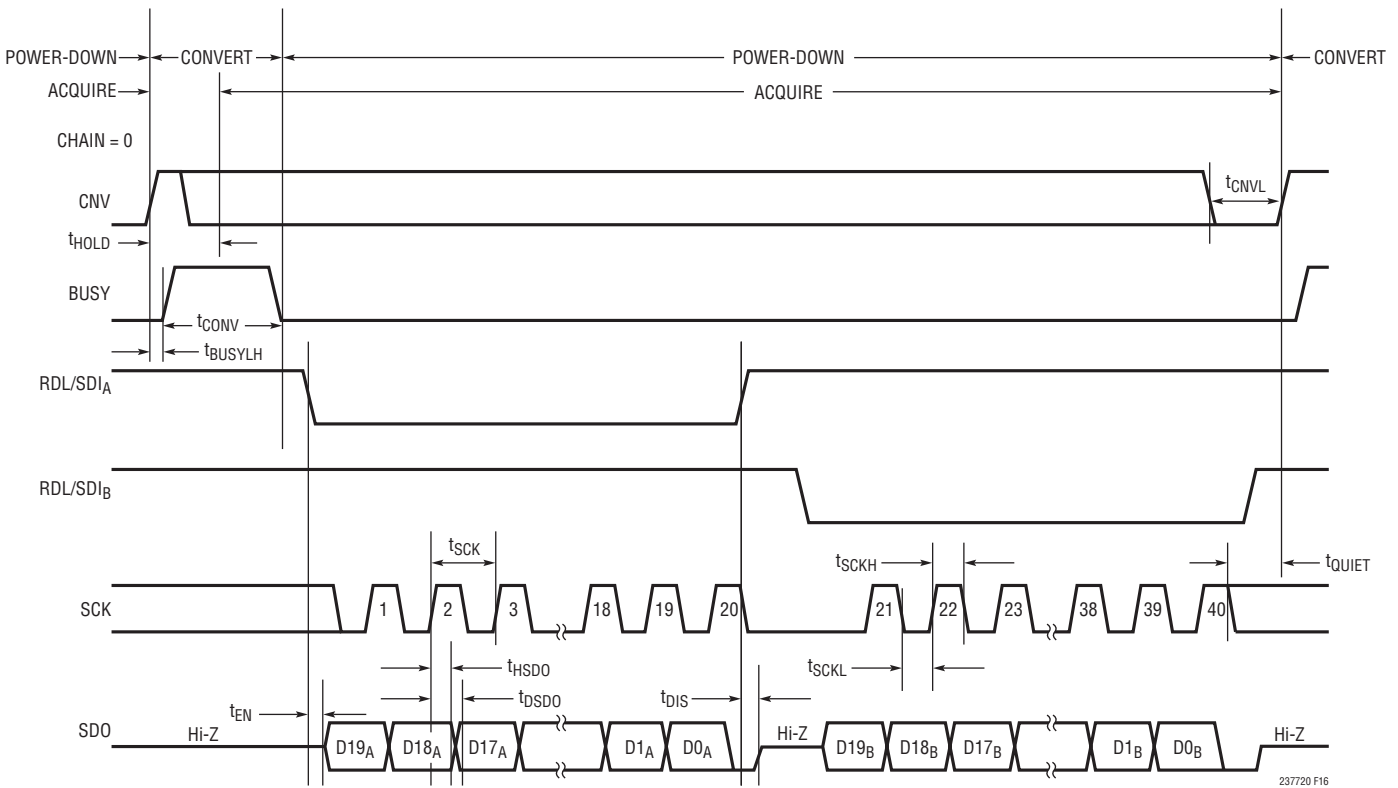 POWER-DOWN CONVERT POWER-DOWN CONVERT
ACQUIRE ACQUIRE
CHAIN = 0
CNV tCNVL
tHOLD
BUSY
tCONV
tBUSYLH
RDL/SDIA
RDL/SDIB
tSCK tSCKH tQUIET
SCK 1 2 3 18 19 20 21 22 23 38 39 40
tHSDO tSCKL
tEN tDSDO tDIS
SDO Hi-Z D19A D18A D17A D1A D0A Hi-Z D19B D18B D17B D1B D0B Hi-Z
237720 F16